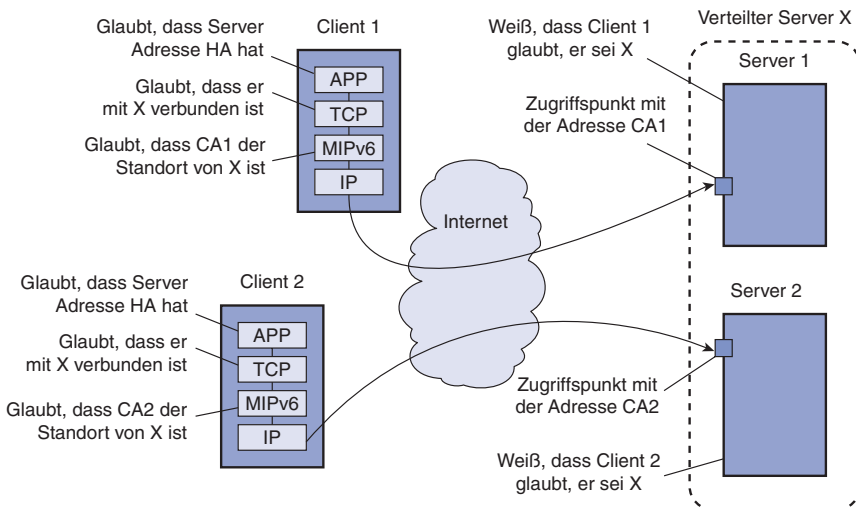 Glaubt, dass Server
Adresse HA hat
Client 1
Glaubt, dass er
mit X verbunden ist
Glaubt, dass CA1 der
Standort von X ist
APP
TCP
MIPv6
IP
Internet
Weiß, dass Client 1
glaubt, er sei X
Verteilter Server X
Server 1
Zugriffspunkt mit
der Adresse CA1
Glaubt, dass Server
Adresse HA hat
Client 2
Glaubt, dass er
mit X verbunden ist
Glaubt, dass CA2 der
Standort von X ist
APP
TCP
MIPv6
IP
Server 2
Zugriffspunkt mit
der Adresse CA2
Weiß, dass Client 2
glaubt, er sei X